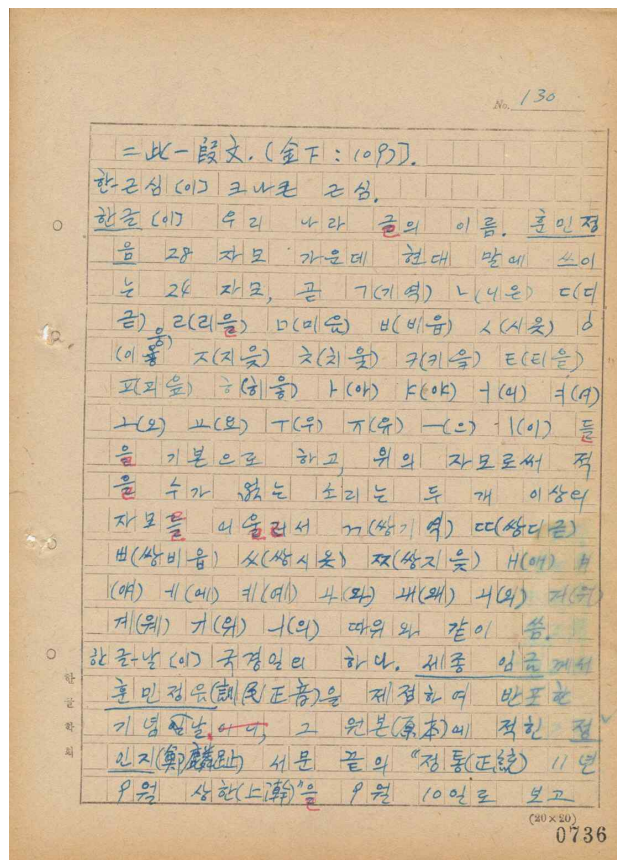 No. 130
=此一段文.(金下:109)].
한-근심 [이] 크나큰 근심.
한글 [이] 우리 나라 글의 이름. 훈민정
음 28 자모 가운데 현대 말에 쓰이
는 24 자모, 곧 ㄱ(기역) ㄴ(니은) ㄷ(디
귿) ㄹ(리을) ㅁ(미음) ㅂ(비읍) ㅅ(시옷) ㅇ
(이응) ㅈ(지읒) ㅊ(치읓) ㅋ(키읔) ㅌ(티읕)
ㅍ(피읖) ㅎ(히읗) ㅏ(아) ㅑ(야) ㅓ(어) ㅕ(여)
ㅗ(오) ㅛ(요) ㅜ(우) ㅠ(유) ㅡ(으) ㅣ(이) 들
을 기본으로 하고, 위의 자모로써 적
을 수가 없는 소리는 두 개 이상의
자모를 어울러서 ㄲ(쌍기역) ㄸ(쌍디귿)
ㅃ(쌍비읍) ㅆ(쌍시옷) ㅉ(쌍지읒) ㅐ(애) ㅒ
(얘) ㅔ(에) ㅖ(예) ㅘ(와) ㅙ(왜) ㅚ(외) ㅝ(워)
ㅞ(웨) ㅟ(위) ㅢ(의) 따위와 같이 씀.
한글-날 [이] 국경일의 하다. 세종 임금께서
훈민정음(訓民正音)을 제정하여 반포한
기념날, 그 원본(原本)에 적힌 정
인지(鄭麟趾) 서문 끝의 "정통(正統) 11년
9월 상한(上澣)"을 9월 10일로 보고
한글학회
(20×20)
0736